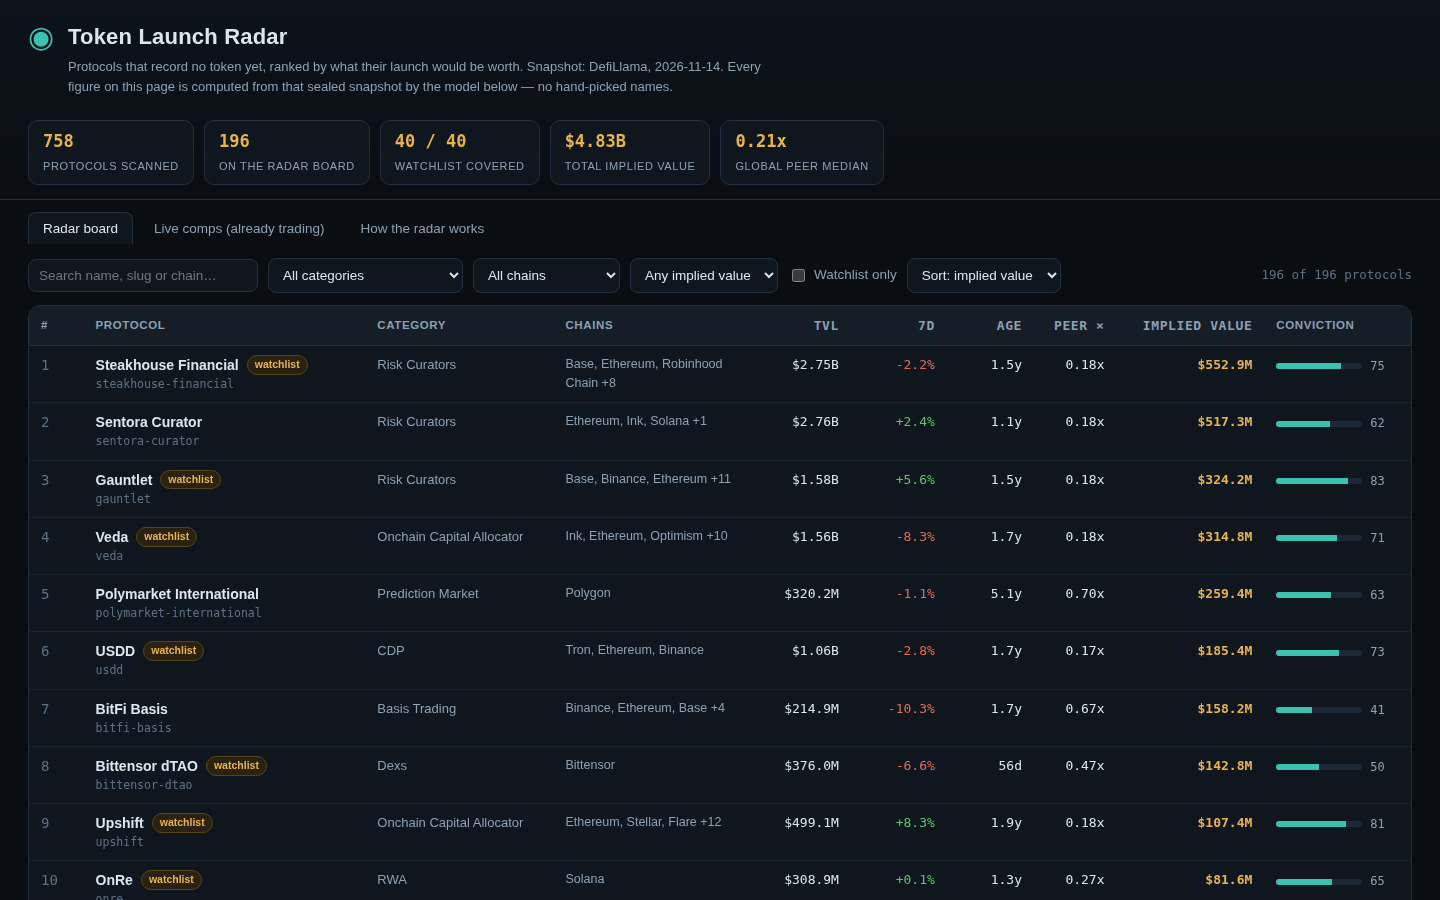 Token Launch Radar
Protocols that record no token yet, ranked by what their launch would be worth. Snapshot: DefiLlama, 2026-11-14. Every
figure on this page is computed from that sealed snapshot by the model below — no hand-picked names.
758 196 40 / 40 $4.83B 0.21x
PROTOCOLS SCANNED ON THE RADAR BOARD WATCHLIST COVERED TOTAL IMPLIED VALUE GLOBAL PEER MEDIAN
Radar board Live comps (already trading) How the radar works
Search name, slug or chain… All categories All chains Any implied value Watchlist only Sort: implied value 196 of 196 protocols
# PROTOCOL CATEGORY CHAINS TVL 7D AGE PEER × IMPLIED VALUE CONVICTION
1 Steakhouse Financial watchlist Risk Curators Base, Ethereum, Robinhood $2.75B -2.2% 1.5y 0.18x $552.9M 75
steakhouse-financial Chain +8
2 Sentora Curator Risk Curators Ethereum, Ink, Solana +1 $2.76B +2.4% 1.1y 0.18x $517.3M 62
sentora-curator
3 Gauntlet watchlist Risk Curators Base, Binance, Ethereum +11 $1.58B +5.6% 1.5y 0.18x $324.2M 83
gauntlet
4 Veda watchlist Onchain Capital Allocator Ink, Ethereum, Optimism +10 $1.56B -8.3% 1.7y 0.18x $314.8M 71
veda
5 Polymarket International Prediction Market Polygon $320.2M -1.1% 5.1y 0.70x $259.4M 63
polymarket-international
6 USDD watchlist CDP Tron, Ethereum, Binance $1.06B -2.8% 1.7y 0.17x $185.4M 73
usdd
7 BitFi Basis Basis Trading Binance, Ethereum, Base +4 $214.9M -10.3% 1.7y 0.67x $158.2M 41
bitfi-basis
8 Bittensor dTAO watchlist Dexs Bittensor $376.0M -6.6% 56d 0.47x $142.8M 50
bittensor-dtao
9 Upshift watchlist Onchain Capital Allocator Ethereum, Stellar, Flare +12 $499.1M +8.3% 1.9y 0.18x $107.4M 81
upshift
10 OnRe watchlist RWA Solana $308.9M +0.1% 1.3y 0.27x $81.6M 65
onre